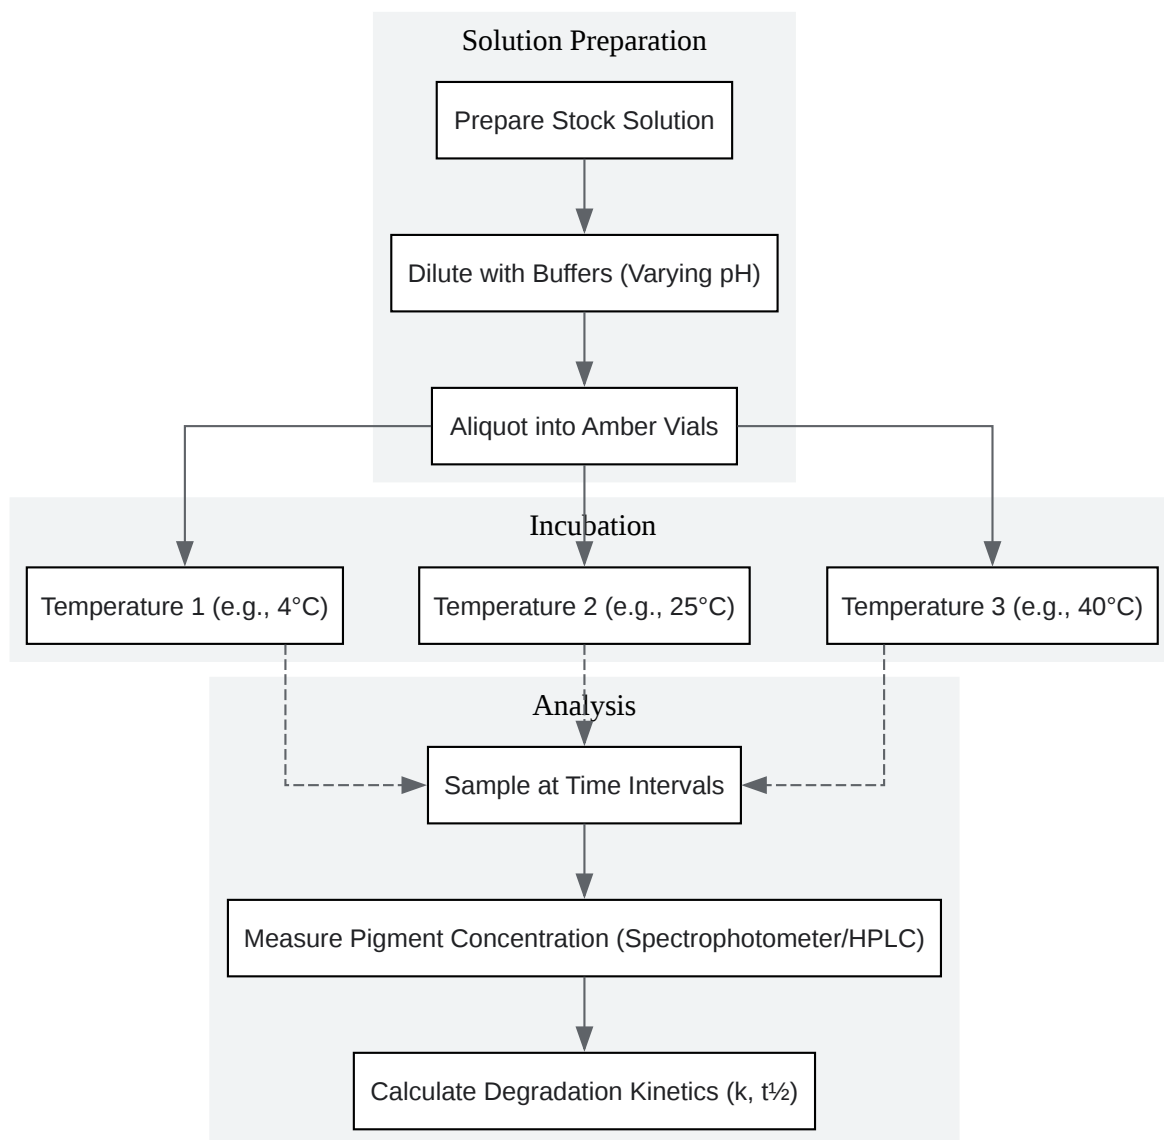 Solution Preparation
Prepare Stock Solution
Dilute with Buffers (Varying pH)
Aliquot into Amber Vials
Incubation
Temperature 1 (e.g., 4°C)
Temperature 2 (e.g., 25°C)
Temperature 3 (e.g., 40°C)
Analysis
Sample at Time Intervals
Measure Pigment Concentration (Spectrophotometer/HPLC)
Calculate Degradation Kinetics (k, t½)